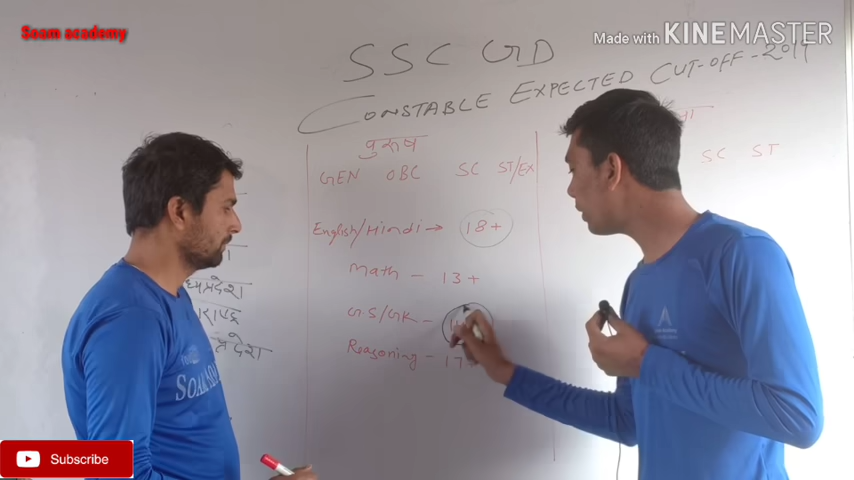 Soam academy
Made with KINEMASTER
SSC GD
CONSTABLE EXPECTED CUT-OFF-2019
पुरुष
GEN OBC SC ST/EX
SC ST
English/Hindi → 18+
Math - 13+
G.S/GK -
Reasoning - 17
SOAM
Subscribe